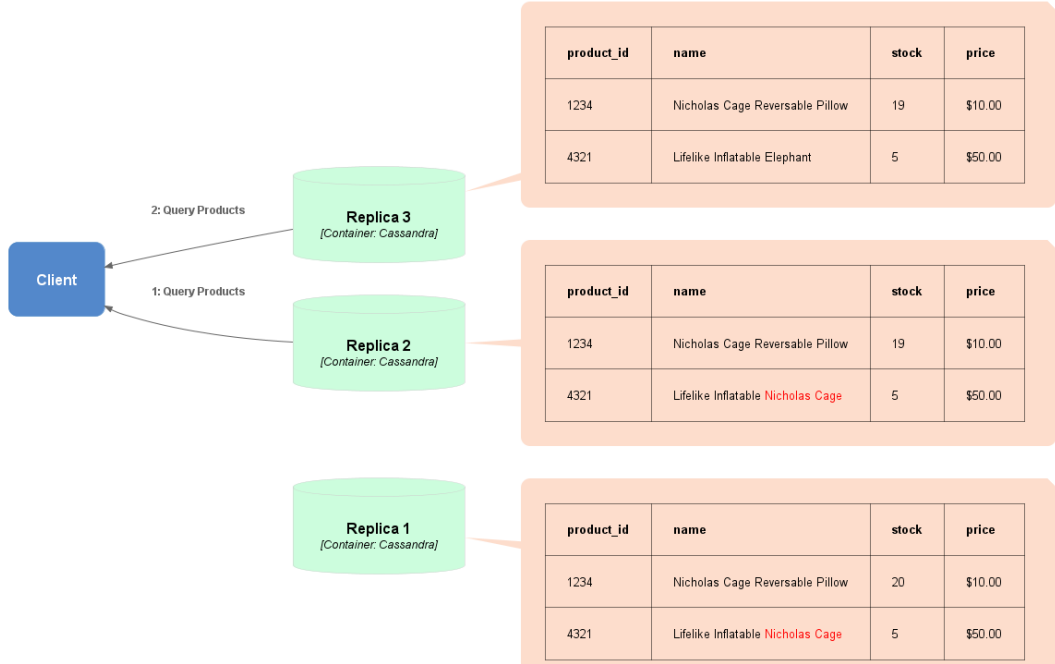 product_id name stock price
1234 Nicholas Cage Reversable Pillow 19 $10.00
4321 Lifelike Inflatable Elephant 5 $50.00
2: Query Products
Replica 3
[Container: Cassandra]
Client
1: Query Products
Replica 2
[Container: Cassandra]
product_id name stock price
1234 Nicholas Cage Reversable Pillow 19 $10.00
4321 Lifelike Inflatable Nicholas Cage 5 $50.00
Replica 1
[Container: Cassandra]
product_id name stock price
1234 Nicholas Cage Reversable Pillow 20 $10.00
4321 Lifelike Inflatable Nicholas Cage 5 $50.00